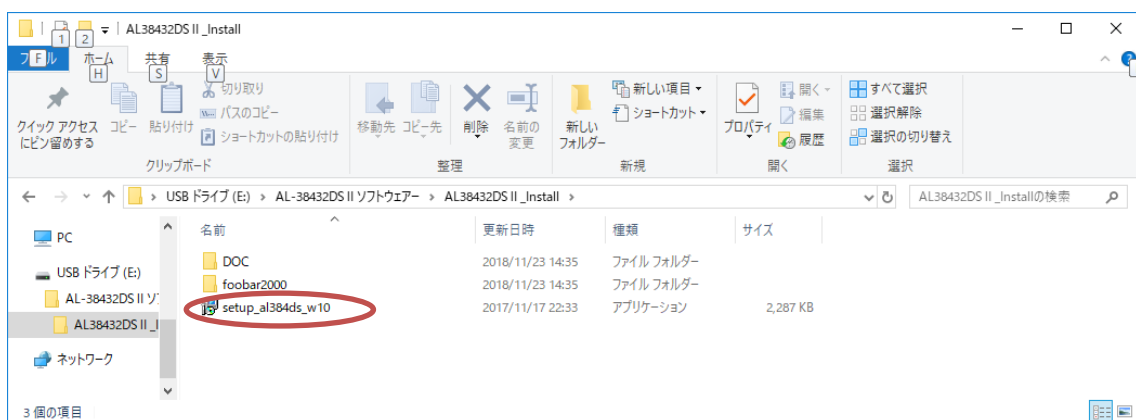 AL38432DS II _Install
1 2
ファイル ホーム 共有 表示
F H S V
クイック アクセス
にピン留めする
コピー
貼り付け
切り取り
パスのコピー
ショートカットの貼り付け
クリップボード
移動先
コピー先
削除
名前の
変更
整理
新しい
フォルダー
新しい項目
ショートカット
新規
プロパティ
開く
編集
履歴
開く
すべて選択
選択解除
選択の切り替え
選択
USB ドライブ (E:) › AL-38432DS II ソフトウェアー › AL38432DS II _Install ›
AL38432DS II _Installの検索
PC
USB ドライブ (E:)
AL-38432DS II ソ
AL38432DS II _I
ネットワーク
名前 更新日時 種類 サイズ
DOC 2018/11/23 14:35 ファイル フォルダー
foobar2000 2018/11/23 14:35 ファイル フォルダー
setup_al384ds_w10 2017/11/17 22:33 アプリケーション 2,287 KB
3 個の項目